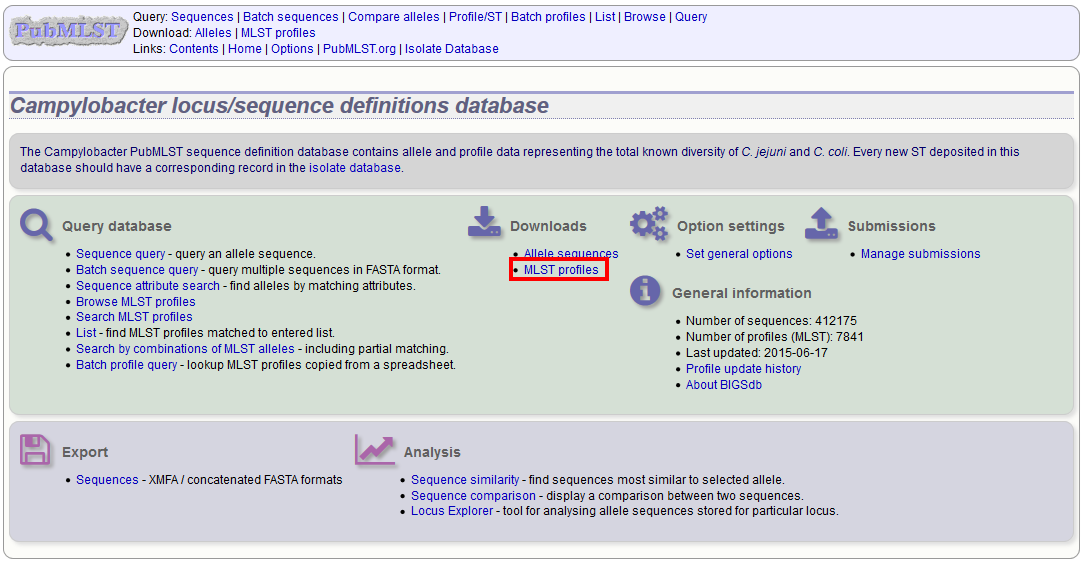 PubMLST
Query: Sequences | Batch sequences | Compare alleles | Profile/ST | Batch profiles | List | Browse | Query
Download: Alleles | MLST profiles
Links: Contents | Home | Options | PubMLST.org | Isolate Database
Campylobacter locus/sequence definitions database
The Campylobacter PubMLST sequence definition database contains allele and profile data representing the total known diversity of C. jejuni and C. coli. Every new ST deposited in this
database should have a corresponding record in the isolate database.
Query database
• Sequence query - query an allele sequence.
• Batch sequence query - query multiple sequences in FASTA format.
• Sequence attribute search - find alleles by matching attributes.
• Browse MLST profiles
• Search MLST profiles
• List - find MLST profiles matched to entered list.
• Search by combinations of MLST alleles - including partial matching.
• Batch profile query - lookup MLST profiles copied from a spreadsheet.
Downloads
• Allele sequences
• MLST profiles
Option settings
• Set general options
Submissions
• Manage submissions
General information
• Number of sequences: 412175
• Number of profiles (MLST): 7841
• Last updated: 2015-06-17
• Profile update history
• About BIGSdb
Export
• Sequences - XMFA / concatenated FASTA formats
Analysis
• Sequence similarity - find sequences most similar to selected allele.
• Sequence comparison - display a comparison between two sequences.
• Locus Explorer - tool for analysing allele sequences stored for particular locus.